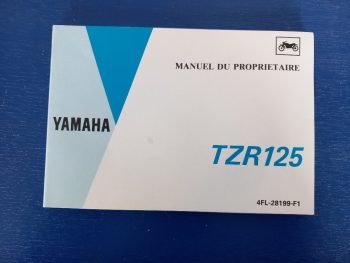 MANUEL DU PROPRIETAIRE
YAMAHA
TZR125
4FL-28199-F1